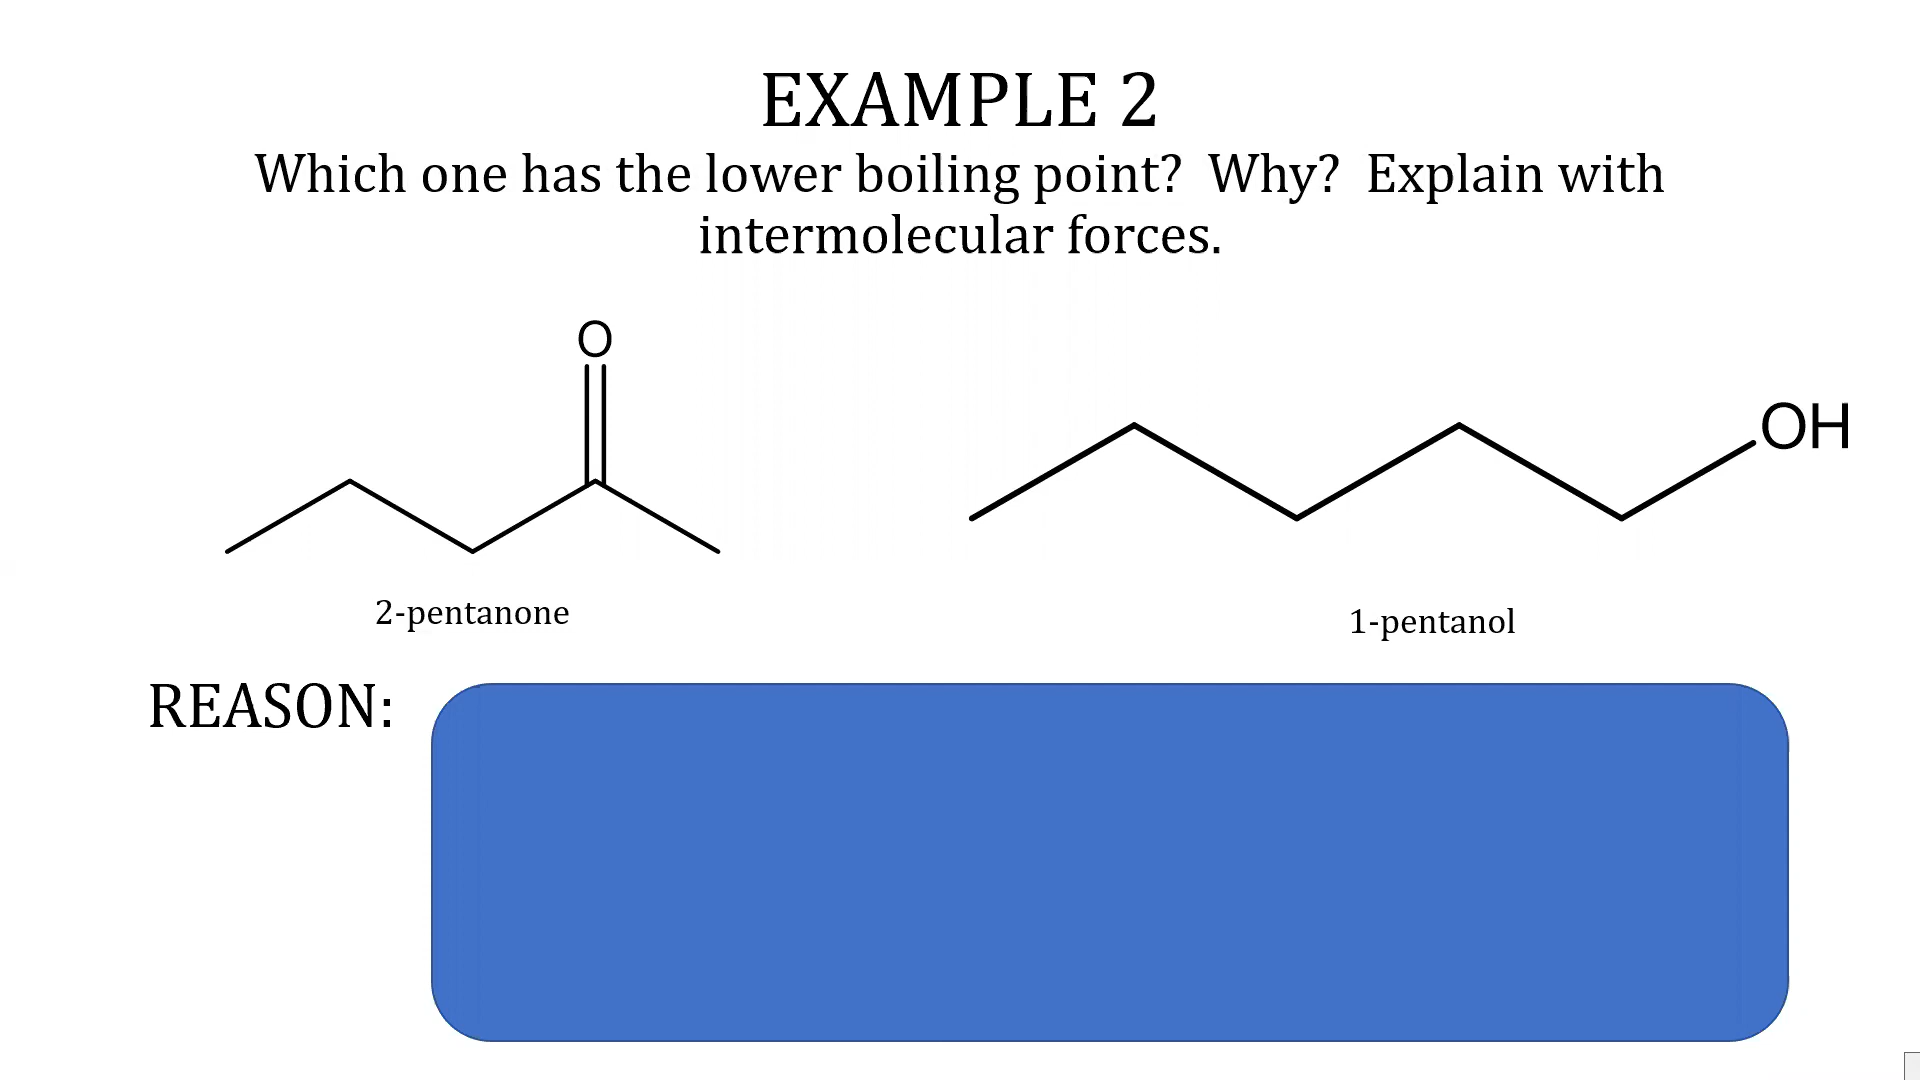 EXAMPLE 2
Which one has the lower boiling point?  Why?  Explain with
intermolecular forces.
O
OH
2-pentanone
1-pentanol
REASON: